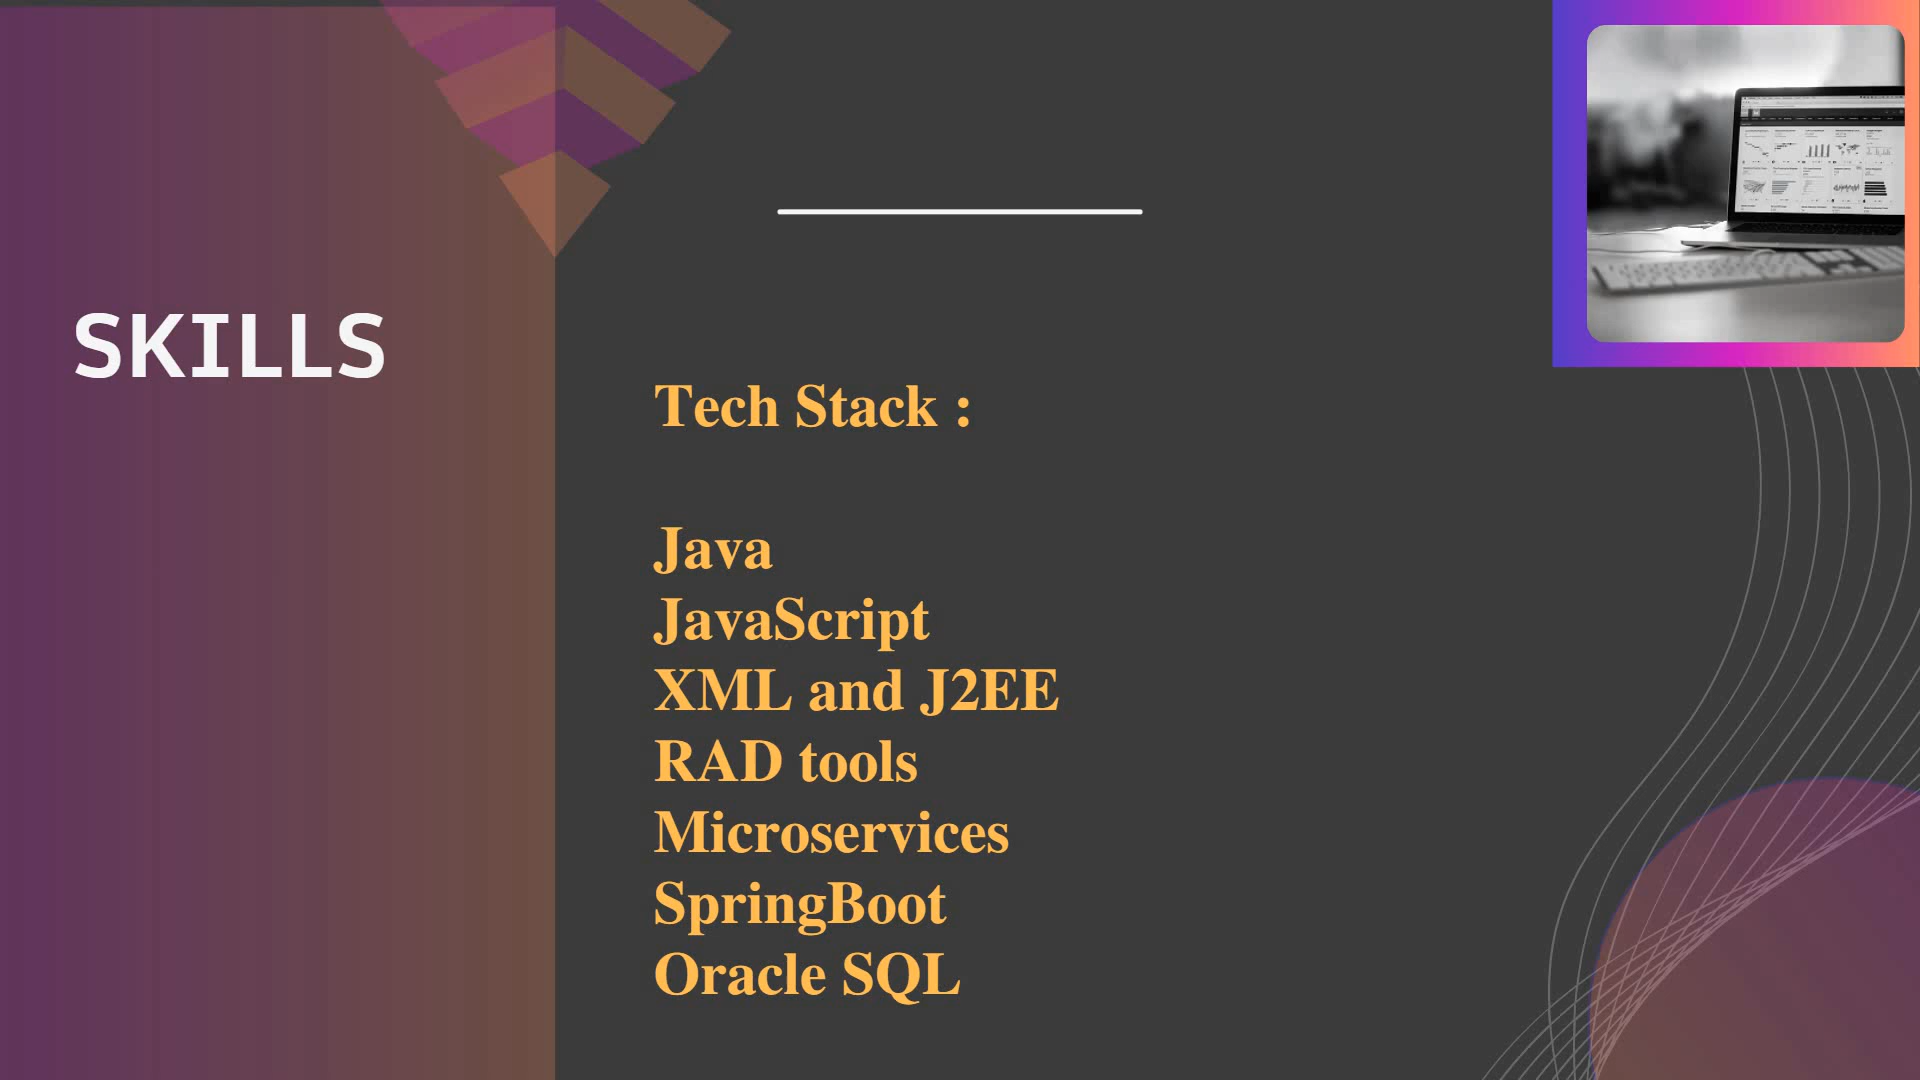 SKILLS
Tech Stack :
Java
JavaScript
XML and J2EE
RAD tools
Microservices
SpringBoot
Oracle SQL